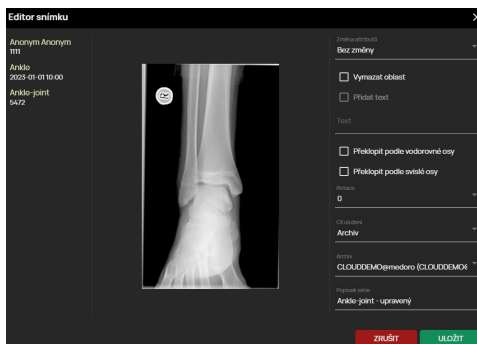 Editor snímku
Anonym Anonym
1111
Ankle
2023-01-01 10:00
Ankle-joint
5472
R
Změna atributů
Bez změny
Vymazat oblast
Přidat text
Text
Překlopit podle vodorovné osy
Překlopit podle svislé osy
Rotace
0
Cíl uložení
Archiv
Archiv
CLOUDDEMO@medoro (CLOUDDEMO@
Popisek série
Ankle-joint - upravený
ZRUŠIT
ULOŽIT